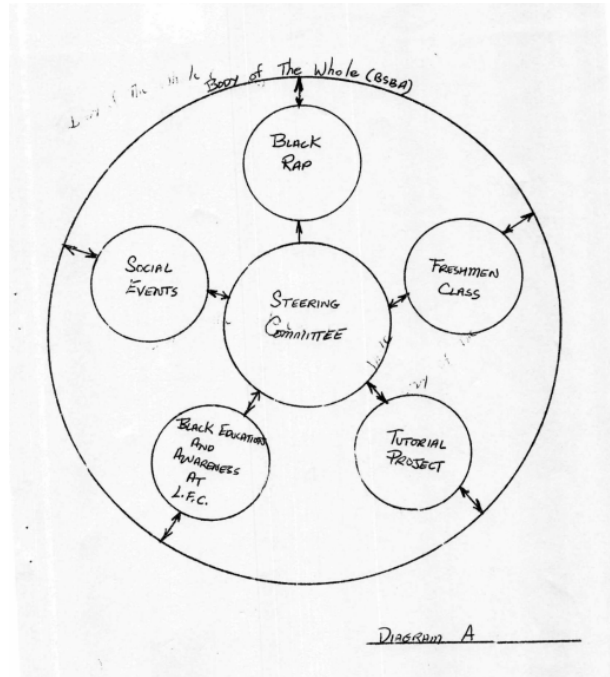 Body of The Whole (BSBA)
BLACK
RAP
SOCIAL
EVENTS
FRESHMEN
CLASS
STEERING
COMMITTEE
BLACK EDUCATION
AND
AWARENESS
AT
L.F.C.
TUTORIAL
PROJECT
DIAGRAM A